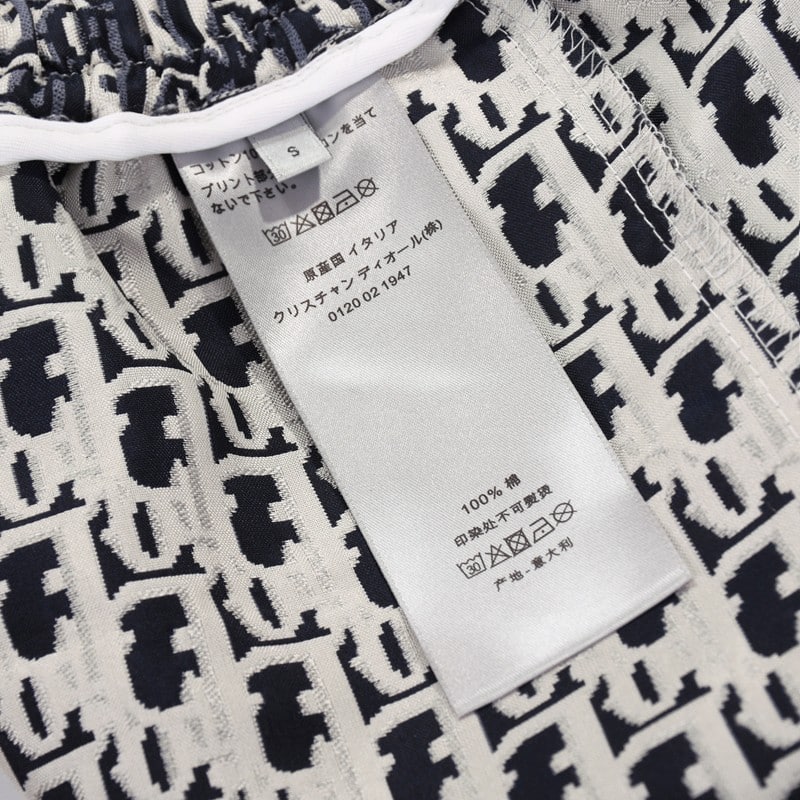 S
コットン10 ンを当て
プリント部
ないで下さい。
30
原産国 イタリア
クリスチャン ディオール(株)
0120 02 1947
100% 棉
印染处不可熨烫
30
产地-意大利